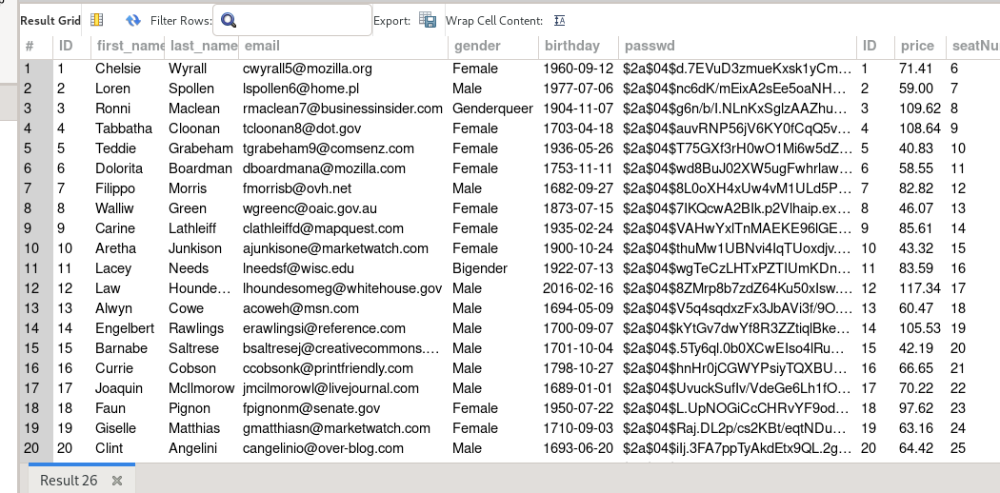 Result Grid Filter Rows: Export: Wrap Cell Content: IA
# ID first_name last_name email gender birthday passwd ID price seatNu
1 1 Chelsie Wyrall cwyrall5@mozilla.org Female 1960-09-12 $2a$04$d.7EVuD3zmueKxsk1yCm... 1 71.41 6
2 2 Loren Spollen lspollen6@home.pl Male 1977-07-06 $2a$04$nc6dK/mEixA2sEe5oaNH... 2 59.00 7
3 3 Ronni Maclean rmaclean7@businessinsider.com Genderqueer 1904-11-07 $2a$04$g6n/b/I.NLnKxSglzAAZhu... 3 109.62 8
4 4 Tabbatha Cloonan tcloonan8@dot.gov Female 1703-04-18 $2a$04$auvRNP56jV6KY0fCqQ5v... 4 108.64 9
5 5 Teddie Grabeham tgrabeham9@comsenz.com Female 1936-05-26 $2a$04$T75GXf3rH0wO1Mi6w5dZ... 5 40.83 10
6 6 Dolorita Boardman dboardmana@mozilla.com Female 1753-11-11 $2a$04$wd8BuJ02XW5ugFwhrlaw... 6 58.55 11
7 7 Filippo Morris fmorrisb@ovh.net Male 1682-09-27 $2a$04$8L0oXH4xUw4vM1ULd5P... 7 82.82 12
8 8 Walliw Green wgreenc@oaic.gov.au Female 1873-07-15 $2a$04$7IKQcwA2BIk.p2Vlhaip.ex... 8 46.07 13
9 9 Carine Lathleiff clathleiffd@mapquest.com Female 1935-02-24 $2a$04$VAHwYxlTnMAEKE96lGE... 9 85.61 14
10 10 Aretha Junkison ajunkisone@marketwatch.com Female 1900-10-24 $2a$04$thuMw1UBNvi4IqTUoxdjv.... 10 43.32 15
11 11 Lacey Needs lneedsf@wisc.edu Bigender 1922-07-13 $2a$04$wgTeCzLHTxPZTIUmKDn... 11 83.59 16
12 12 Law Hounde... lhoundesomeg@whitehouse.gov Male 2016-02-16 $2a$04$8ZMrp8b7zdZ64Ku50xIsw.... 12 117.34 17
13 13 Alwyn Cowe acoweh@msn.com Male 1694-05-09 $2a$04$V5q4sqdxzFx3JbAVi3f/9O.... 13 60.47 18
14 14 Engelbert Rawlings erawlingsi@reference.com Male 1700-09-07 $2a$04$kYtGv7dwYf8R3ZZtiqlBke... 14 105.53 19
15 15 Barnabe Saltrese bsaltresej@creativecommons.... Male 1701-10-04 $2a$04$.5Ty6ql.0b0XCwEIso4lRu... 15 42.19 20
16 16 Currie Cobson ccobsonk@printfriendly.com Male 1798-10-27 $2a$04$hnHr0jCGWYPsiyTQXBU... 16 66.65 21
17 17 Joaquin McIlmorow jmcilmorowl@livejournal.com Male 1689-01-01 $2a$04$UvuckSufIv/VdeGe6Lh1fO... 17 70.22 22
18 18 Faun Pignon fpignonm@senate.gov Female 1950-07-22 $2a$04$L.UpNOGiCcCHRvYF9od... 18 97.62 23
19 19 Giselle Matthias gmatthiasn@marketwatch.com Female 1710-09-03 $2a$04$Raj.DL2p/cs2KBt/eqtNDu... 19 63.16 24
20 20 Clint Angelini cangelinio@over-blog.com Male 1693-06-20 $2a$04$iIj.3FA7ppTyAkdEtx9QL.2g... 20 64.42 25
Result 26